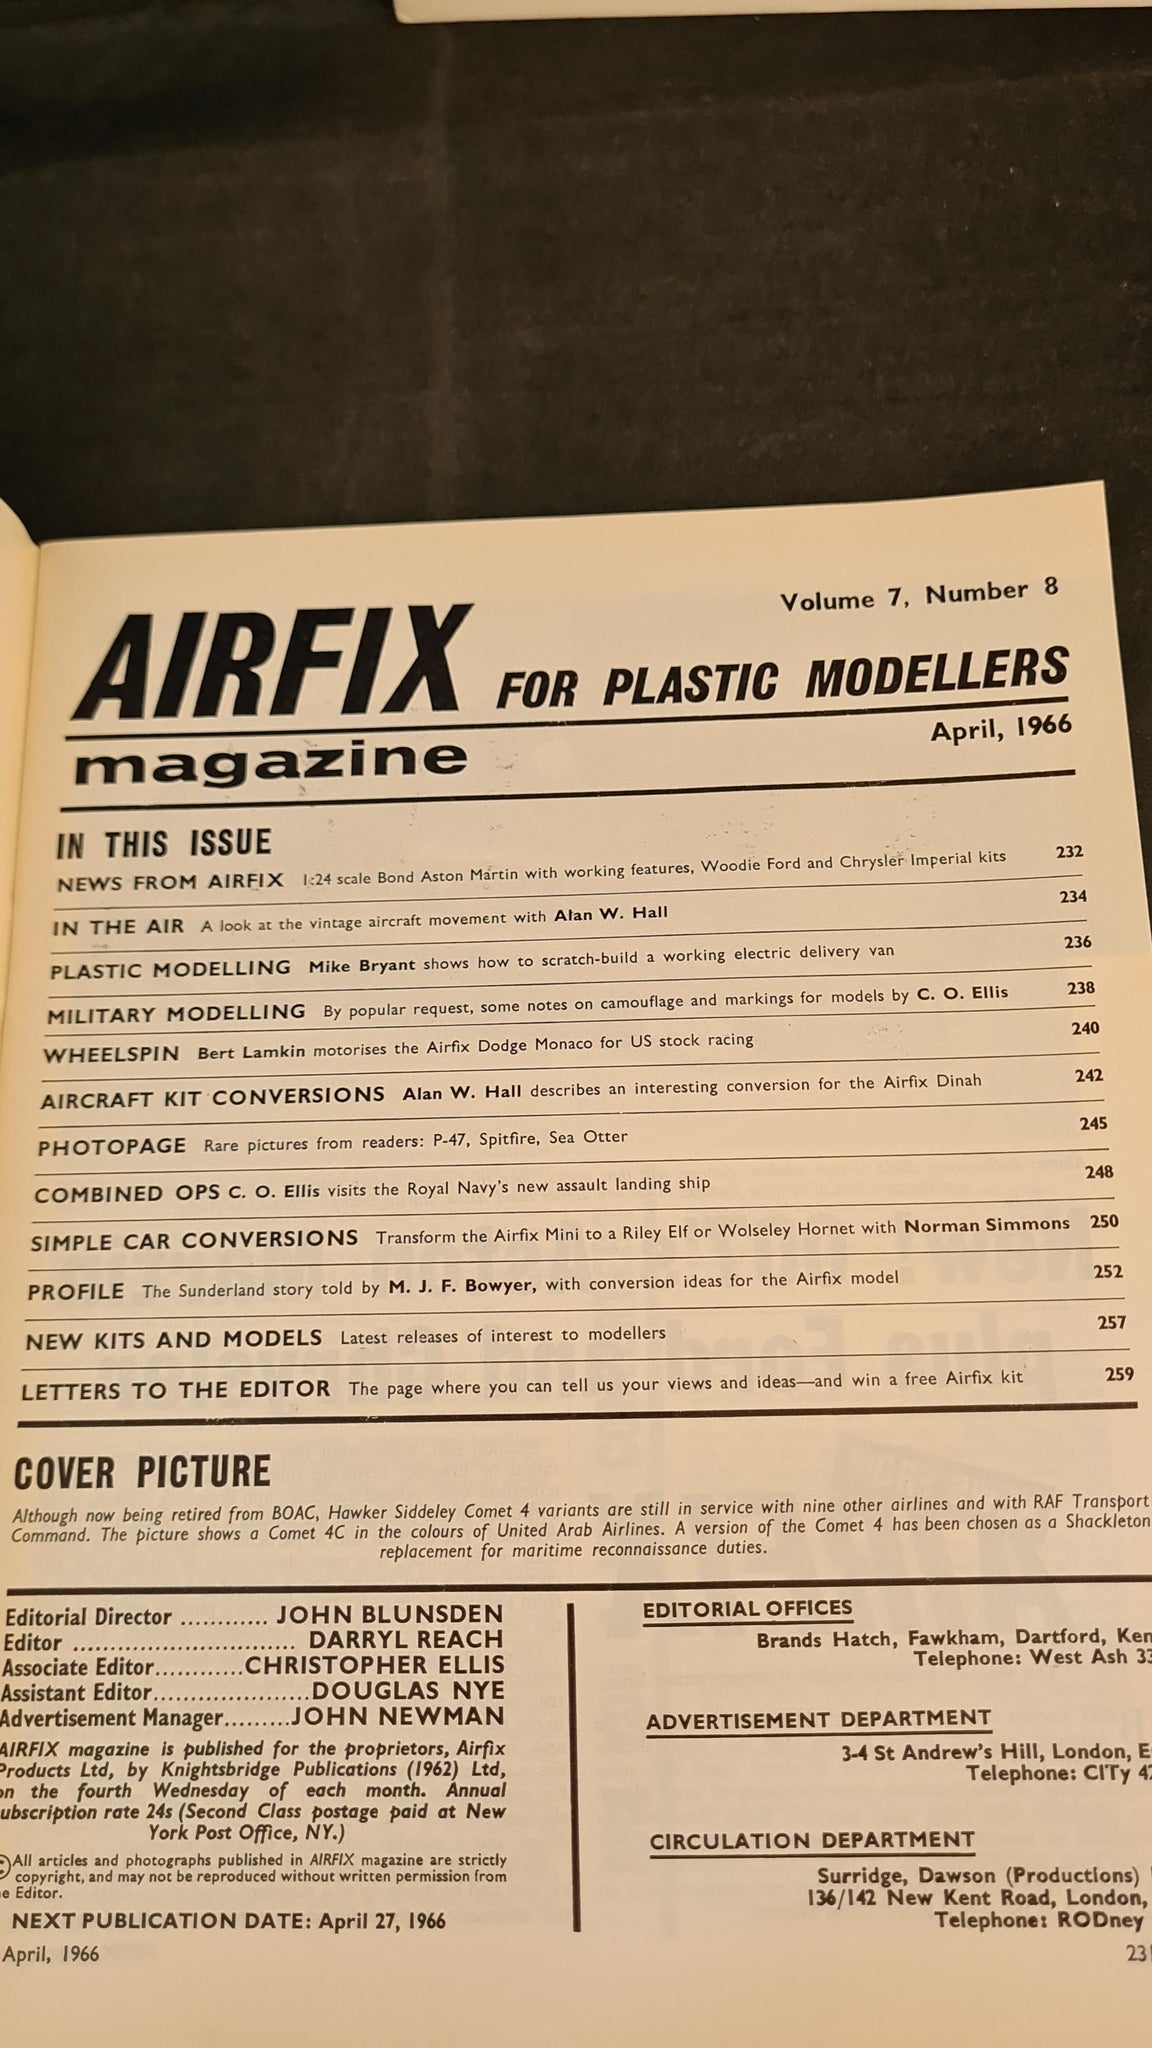 Volume 7, Number 8
AIRFIX FOR PLASTIC MODELLERS
magazine
April, 1966
IN THIS ISSUE
NEWS FROM AIRFIX 1:24 scale Bond Aston Martin with working features, Woodie Ford and Chrysler Imperial kits 232
IN THE AIR A look at the vintage aircraft movement with Alan W. Hall 234
PLASTIC MODELLING Mike Bryant shows how to scratch-build a working electric delivery van 236
MILITARY MODELLING By popular request, some notes on camouflage and markings for models by C. O. Ellis 238
WHEELSPIN Bert Lamkin motorises the Airfix Dodge Monaco for US stock racing 240
AIRCRAFT KIT CONVERSIONS Alan W. Hall describes an interesting conversion for the Airfix Dinah 242
PHOTOPAGE Rare pictures from readers: P-47, Spitfire, Sea Otter 245
COMBINED OPS C. O. Ellis visits the Royal Navy's new assault landing ship 248
SIMPLE CAR CONVERSIONS Transform the Airfix Mini to a Riley Elf or Wolseley Hornet with Norman Simmons 250
PROFILE The Sunderland story told by M. J. F. Bowyer, with conversion ideas for the Airfix model 252
NEW KITS AND MODELS Latest releases of interest to modellers 257
LETTERS TO THE EDITOR The page where you can tell us your views and ideas—and win a free Airfix kit 259
COVER PICTURE
Although now being retired from BOAC, Hawker Siddeley Comet 4 variants are still in service with nine other airlines and with RAF Transport
Command. The picture shows a Comet 4C in the colours of United Arab Airlines. A version of the Comet 4 has been chosen as a Shackleton
replacement for maritime reconnaissance duties.
Editorial Director ............ JOHN BLUNSDEN
Editor ............................. DARRYL REACH
Associate Editor............CHRISTOPHER ELLIS
Assistant Editor.....................DOUGLAS NYE
Advertisement Manager.........JOHN NEWMAN
AIRFIX magazine is published for the proprietors, Airfix
Products Ltd, by Knightsbridge Publications (1962) Ltd,
on the fourth Wednesday of each month. Annual
ubscription rate 24s (Second Class postage paid at New
York Post Office, NY.)
© All articles and photographs published in AIRFIX magazine are strictly
copyright, and may not be reproduced without written permission from
e Editor.
NEXT PUBLICATION DATE: April 27, 1966
April, 1966
EDITORIAL OFFICES
Brands Hatch, Fawkham, Dartford, Ken
Telephone: West Ash 33
ADVERTISEMENT DEPARTMENT
3-4 St Andrew's Hill, London, E
Telephone: CITy 42
CIRCULATION DEPARTMENT
Surridge, Dawson (Productions)
136/142 New Kent Road, London,
Telephone: RODney
231